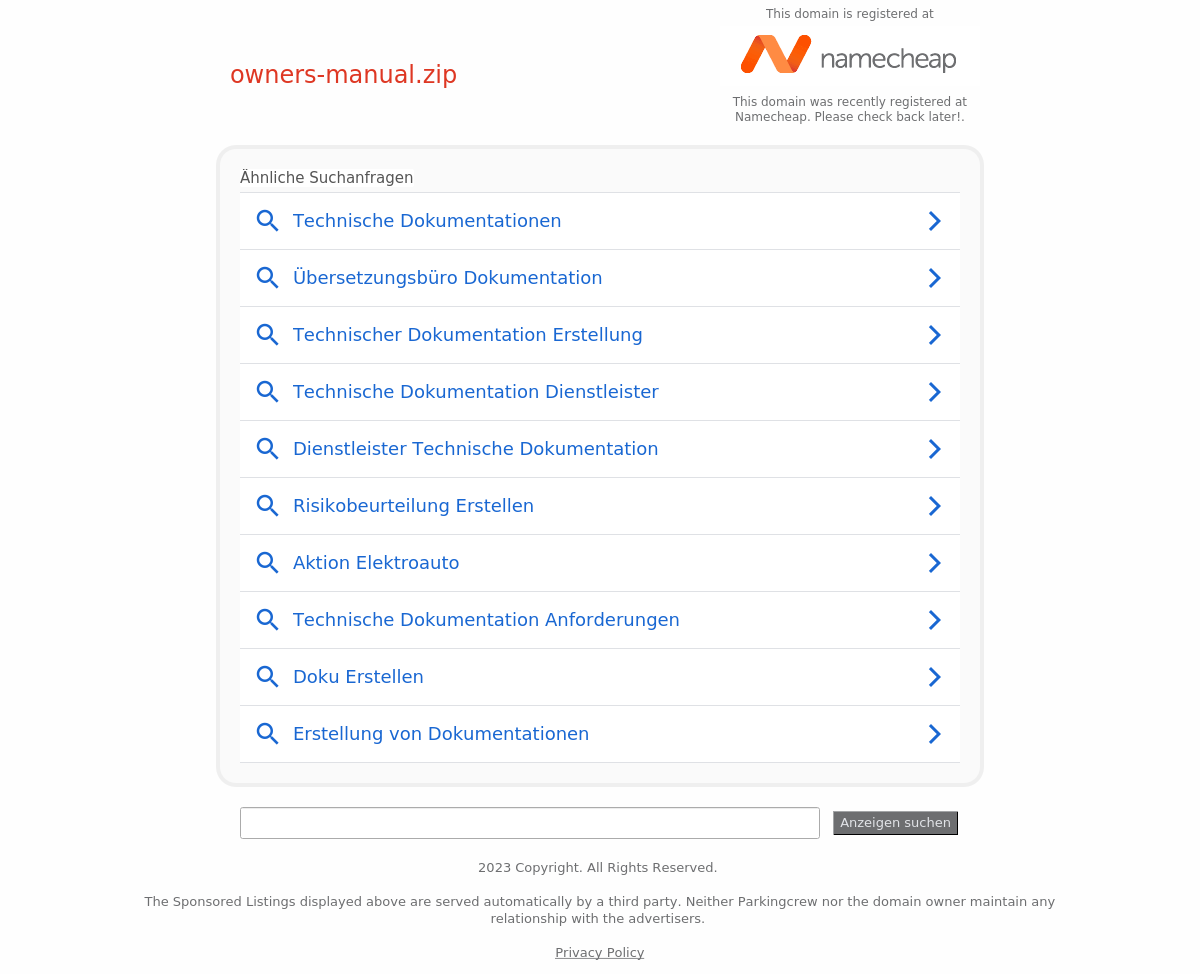 This domain is registered at
namecheap
owners-manual.zip
This domain was recently registered at
Namecheap. Please check back later!.
Ähnliche Suchanfragen
Technische Dokumentationen
Übersetzungsbüro Dokumentation
Technischer Dokumentation Erstellung
Technische Dokumentation Dienstleister
Dienstleister Technische Dokumentation
Risikobeurteilung Erstellen
Aktion Elektroauto
Technische Dokumentation Anforderungen
Doku Erstellen
Erstellung von Dokumentationen
Anzeigen suchen
2023 Copyright. All Rights Reserved.
The Sponsored Listings displayed above are served automatically by a third party. Neither Parkingcrew nor the domain owner maintain any
relationship with the advertisers.
Privacy Policy